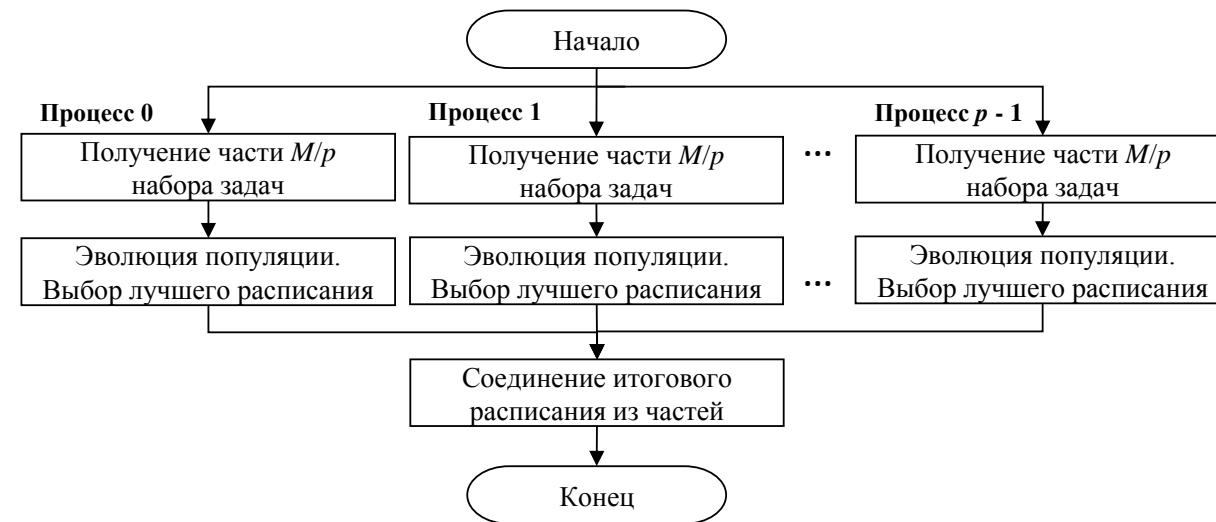 Начало
Процесс 0
Процесс 1
Процесс p - 1
Получение части M/p
набора задач
Получение части M/p
набора задач
...
Получение части M/p
набора задач
Эволюция популяции.
Выбор лучшего расписания
Эволюция популяции.
Выбор лучшего расписания
...
Эволюция популяции.
Выбор лучшего расписания
Соединение итогового
расписания из частей
Конец